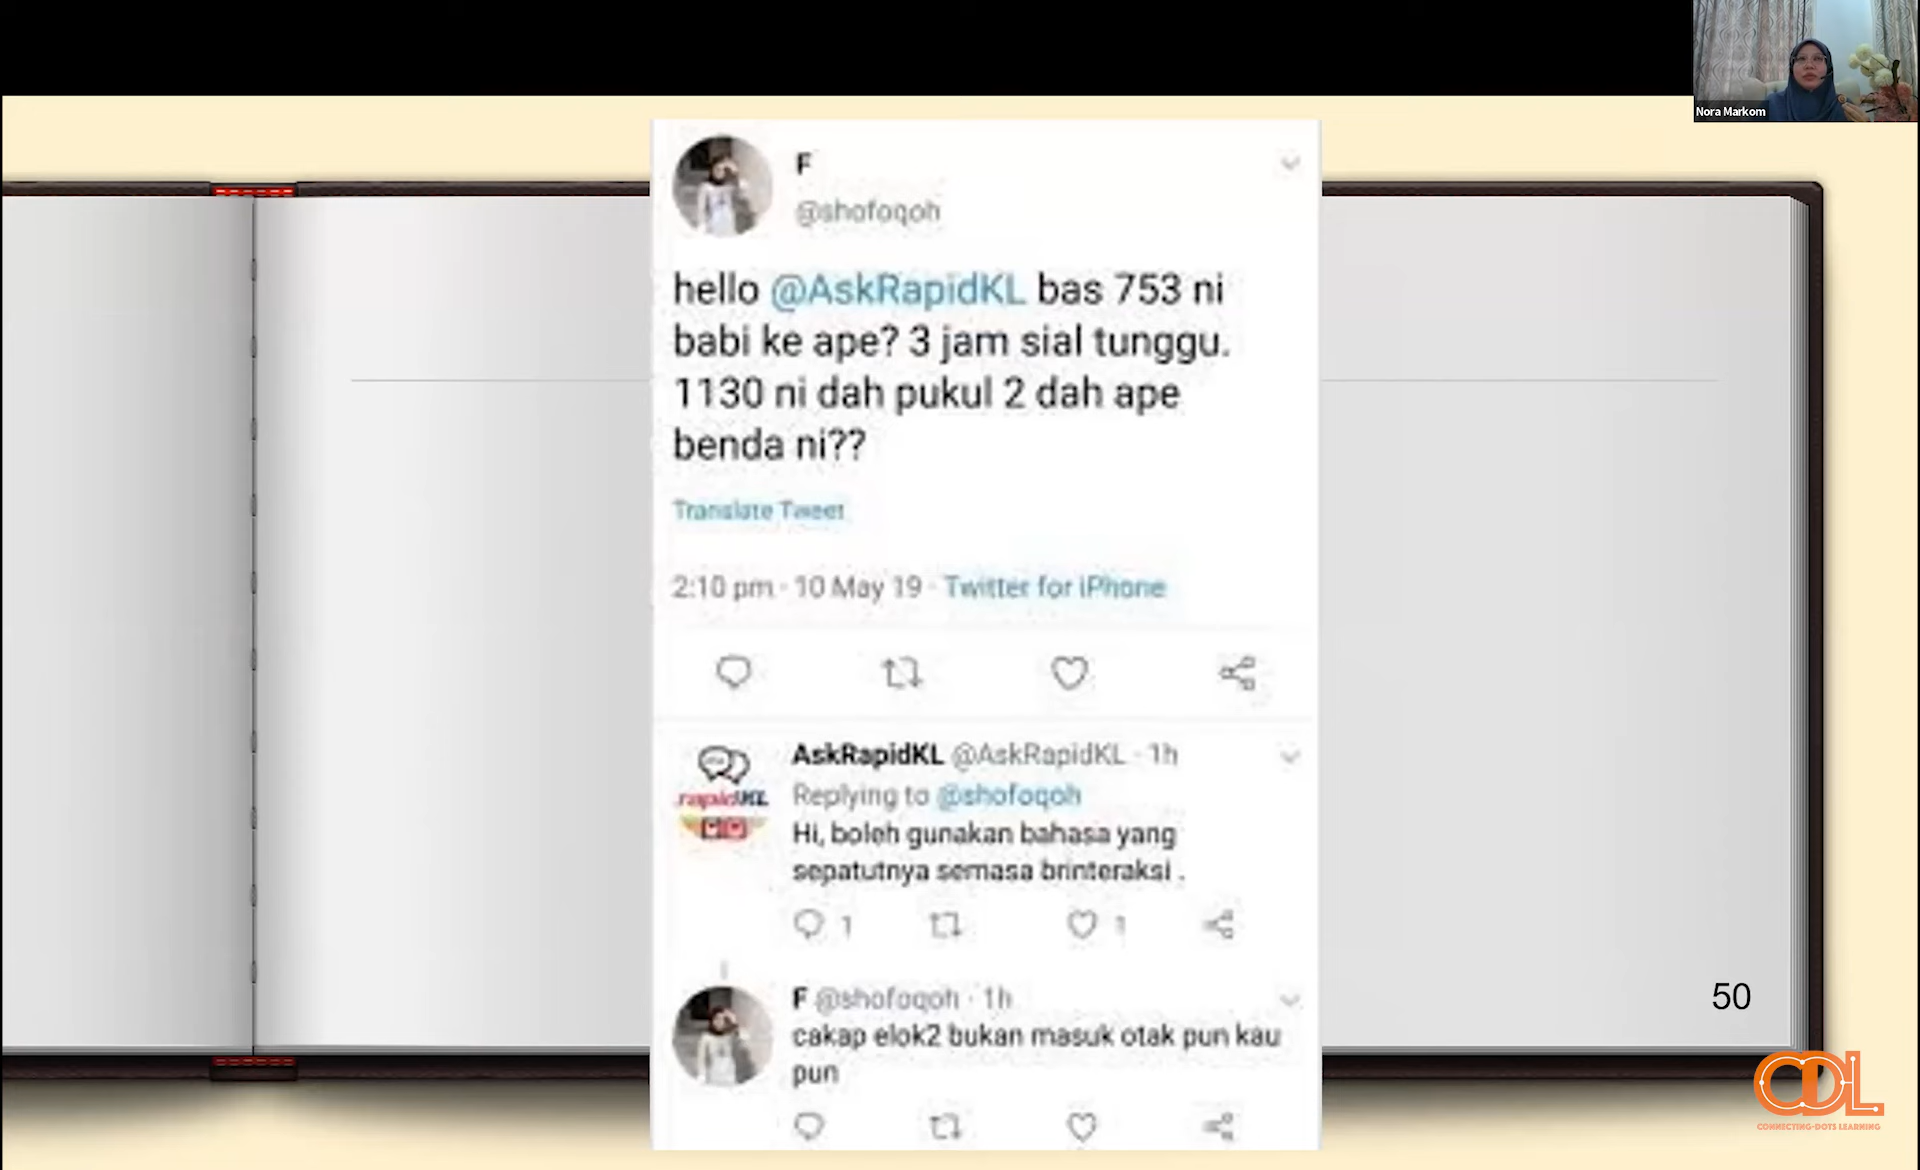 Nora Markom
F
@shofoqoh
hello @AskRapidKL bas 753 ni
babi ke ape? 3 jam sial tunggu.
1130 ni dah pukul 2 dah ape
benda ni??
Translate Tweet
2:10 pm · 10 May 19 · Twitter for iPhone
AskRapidKL @AskRapidKL · 1h
rapidKL
Replying to @shofoqoh
Hi, boleh gunakan bahasa yang
sepatutnya semasa brinteraksi .
1 1
F @shofoqoh · 1h
cakap elok2 bukan masuk otak pun kau
pun
50
CDL
CONNECTING-DOTS LEARNING